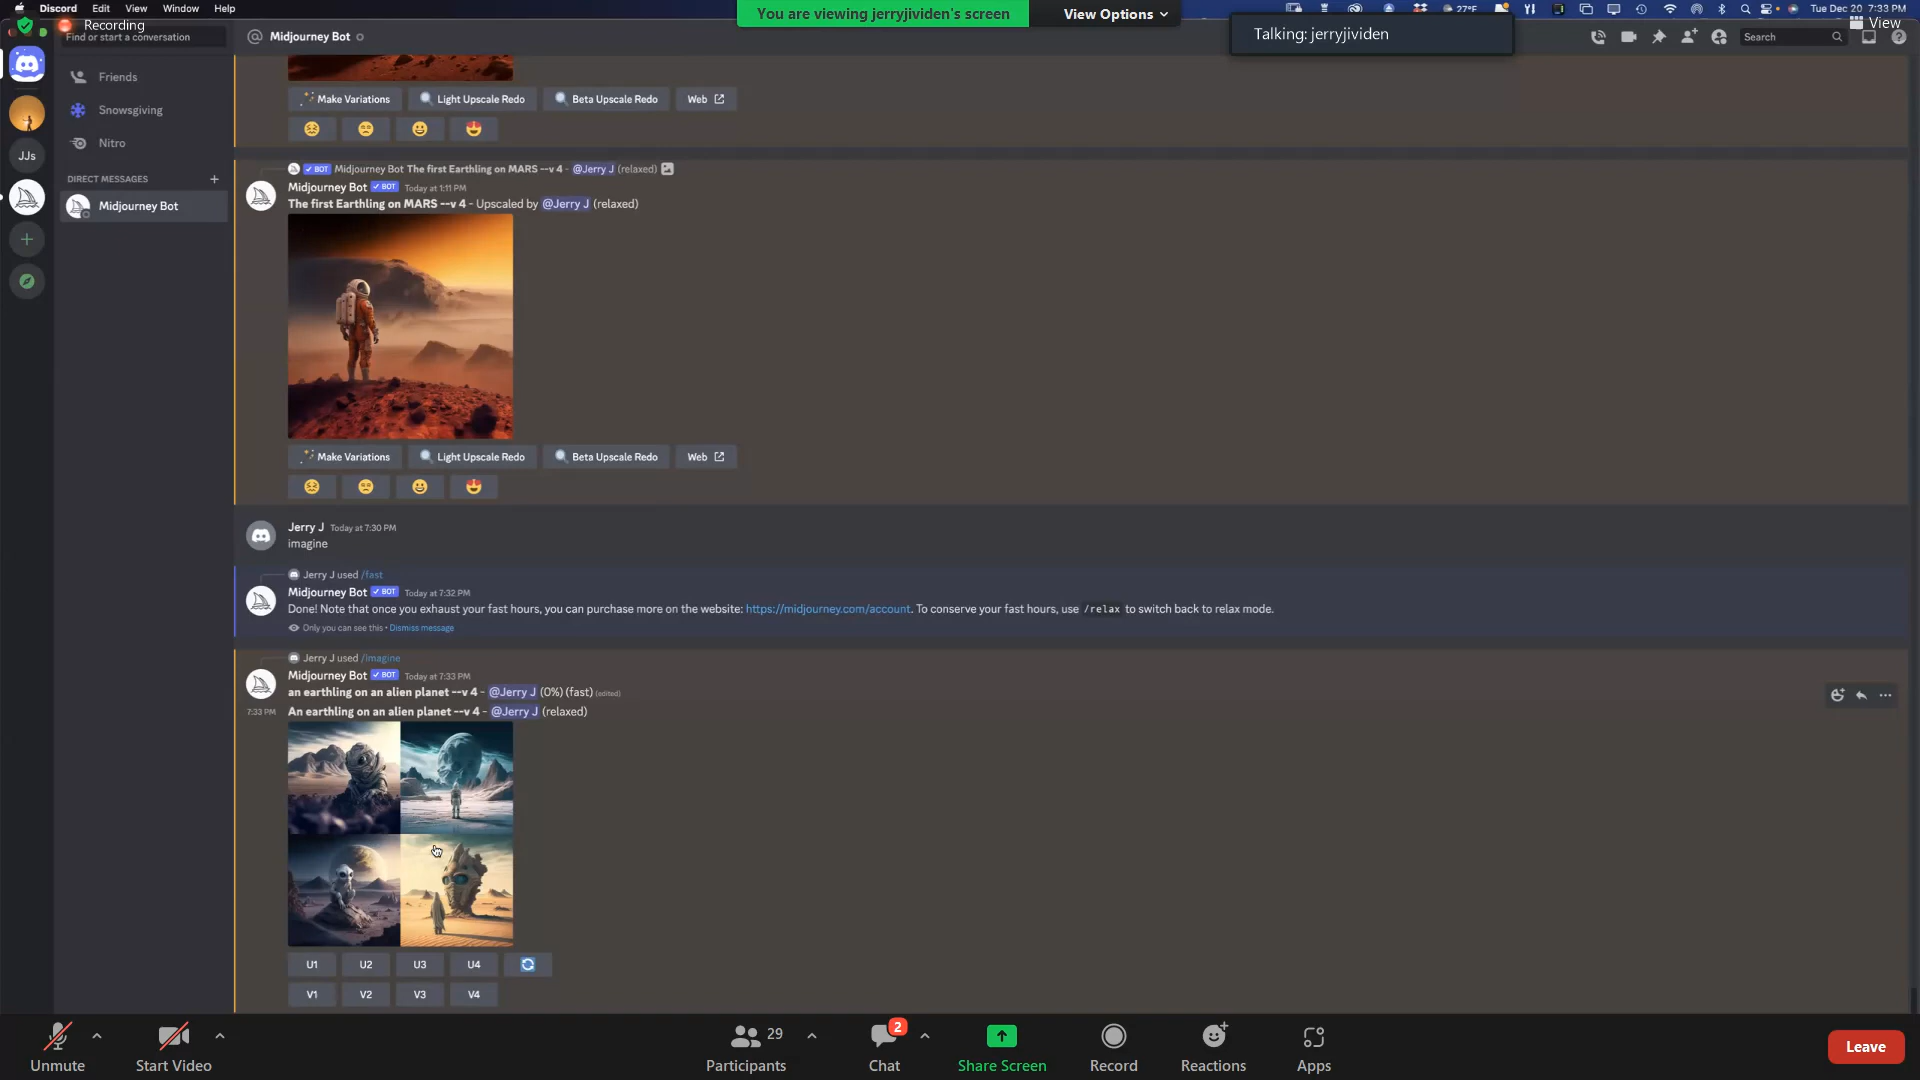 Discord Edit View Window Help
You are viewing jerryjividen's screen
View Options
27°F
Tue Dec 20 7:33 PM
Recording
View
Talking: jerryjividen
Find or start a conversation
Midjourney Bot
Search
Friends
Snowsgiving
Nitro
JJs
DIRECT MESSAGES
Midjourney Bot
Make Variations
Light Upscale Redo
Beta Upscale Redo
Web
BOT Midjourney Bot The first Earthling on MARS --v 4 - @Jerry J (relaxed)
Midjourney Bot BOT Today at 1:11 PM
The first Earthling on MARS --v 4 - Upscaled by @Jerry J (relaxed)
Make Variations
Light Upscale Redo
Beta Upscale Redo
Web
Jerry J Today at 7:30 PM
imagine
Jerry J used /fast
Midjourney Bot BOT Today at 7:32 PM
Done! Note that once you exhaust your fast hours, you can purchase more on the website: https://midjourney.com/account. To conserve your fast hours, use /relax to switch back to relax mode.
Only you can see this • Dismiss message
Jerry J used /imagine
Midjourney Bot BOT Today at 7:33 PM
an earthling on an alien planet --v 4 - @Jerry J (0%) (fast) (edited)
7:33 PM An earthling on an alien planet --v 4 - @Jerry J (relaxed)
U1 U2 U3 U4
V1 V2 V3 V4
Unmute
Start Video
29
Participants
2
Chat
Share Screen
Record
Reactions
Apps
Leave